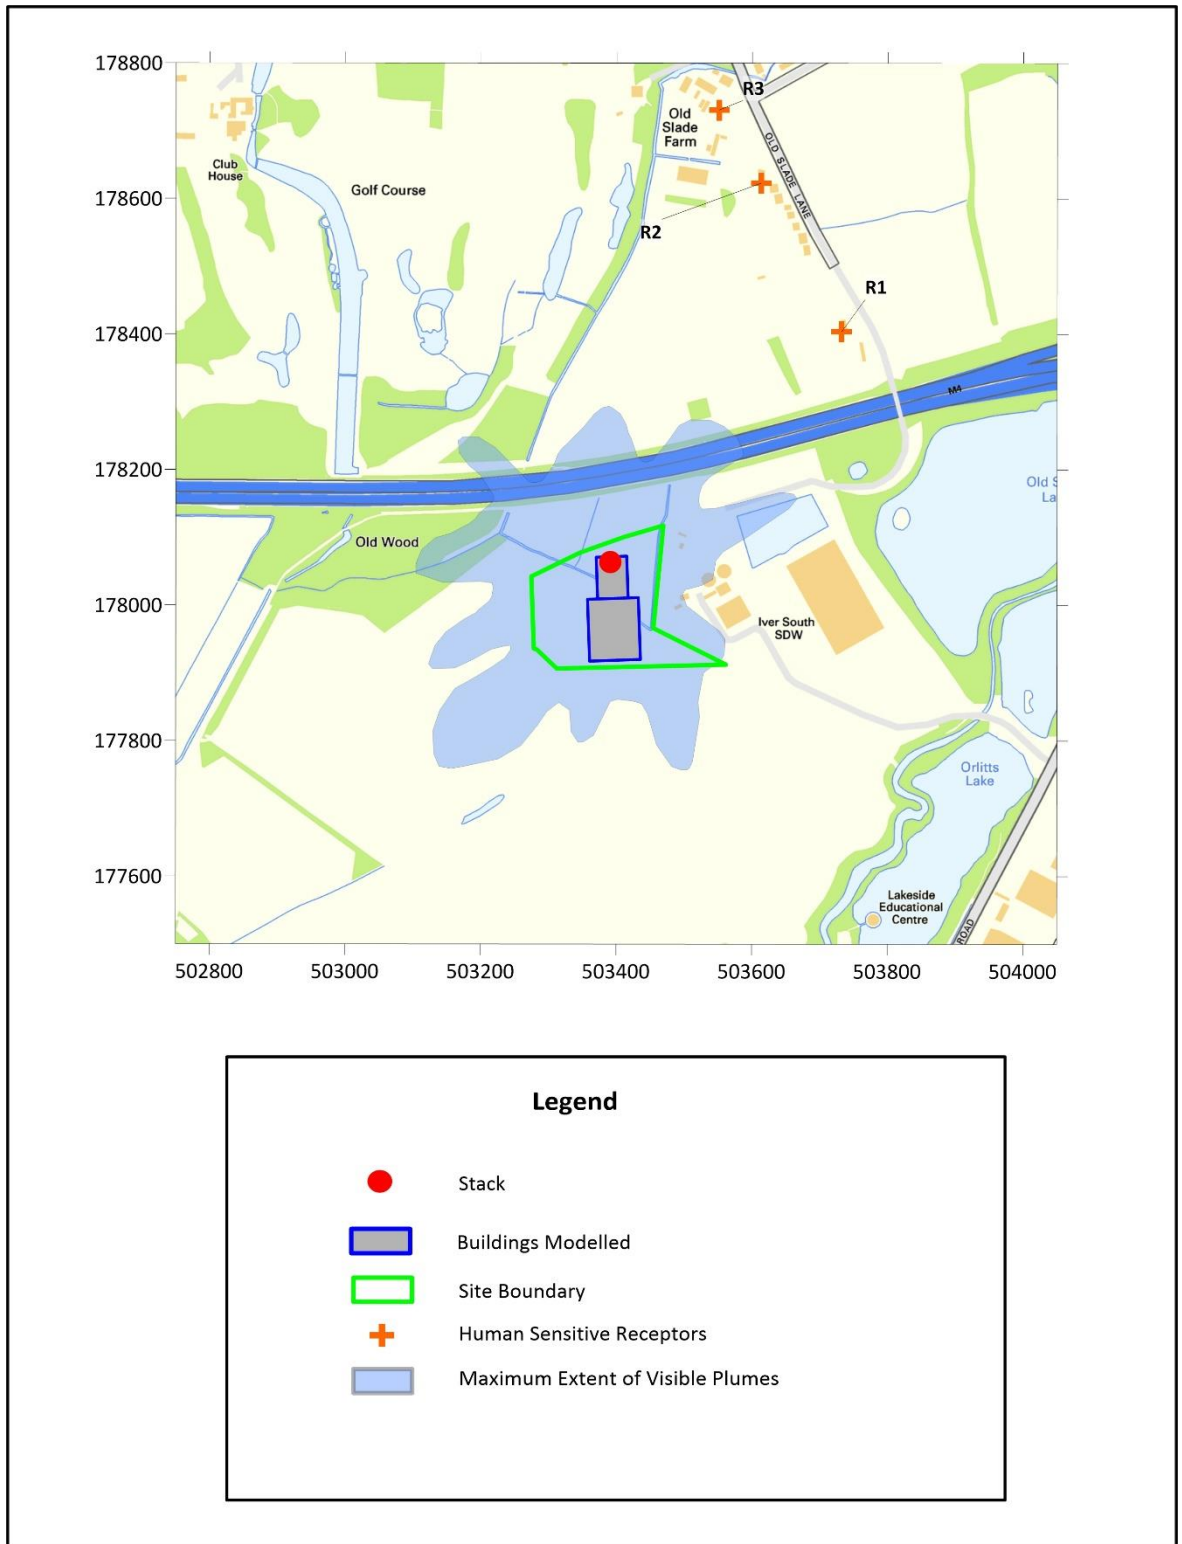 178800
178600
178400
178200
178000
177800
177600
502800 503000 503200 503400 503600 503800 504000
R3
Old
Slade
Farm
OLD SLADE LANE
Club
House
Golf Course
R2
R1
M4
Old S
La
Old Wood
Iver South
SDW
Orlitts
Lake
Lakeside
Educational
Centre
ROAD
Legend
Stack
Buildings Modelled
Site Boundary
Human Sensitive Receptors
Maximum Extent of Visible Plumes